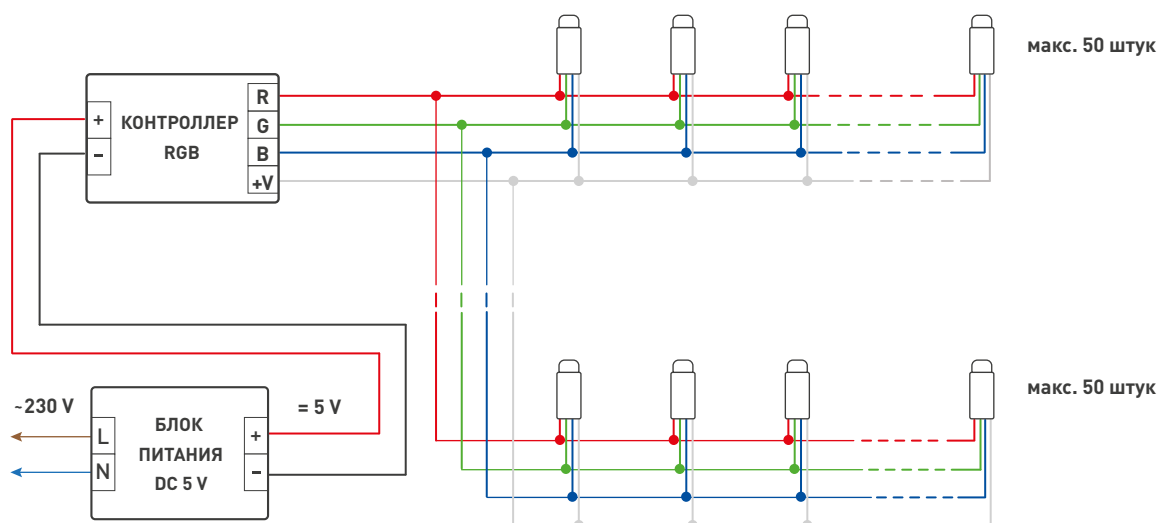 макс. 50 штук
R
+
КОНТРОЛЛЕР
G
RGB
–
B
+V
макс. 50 штук
~230 V
= 5 V
L
БЛОК
+
ПИТАНИЯ
N
–
DC 5 V